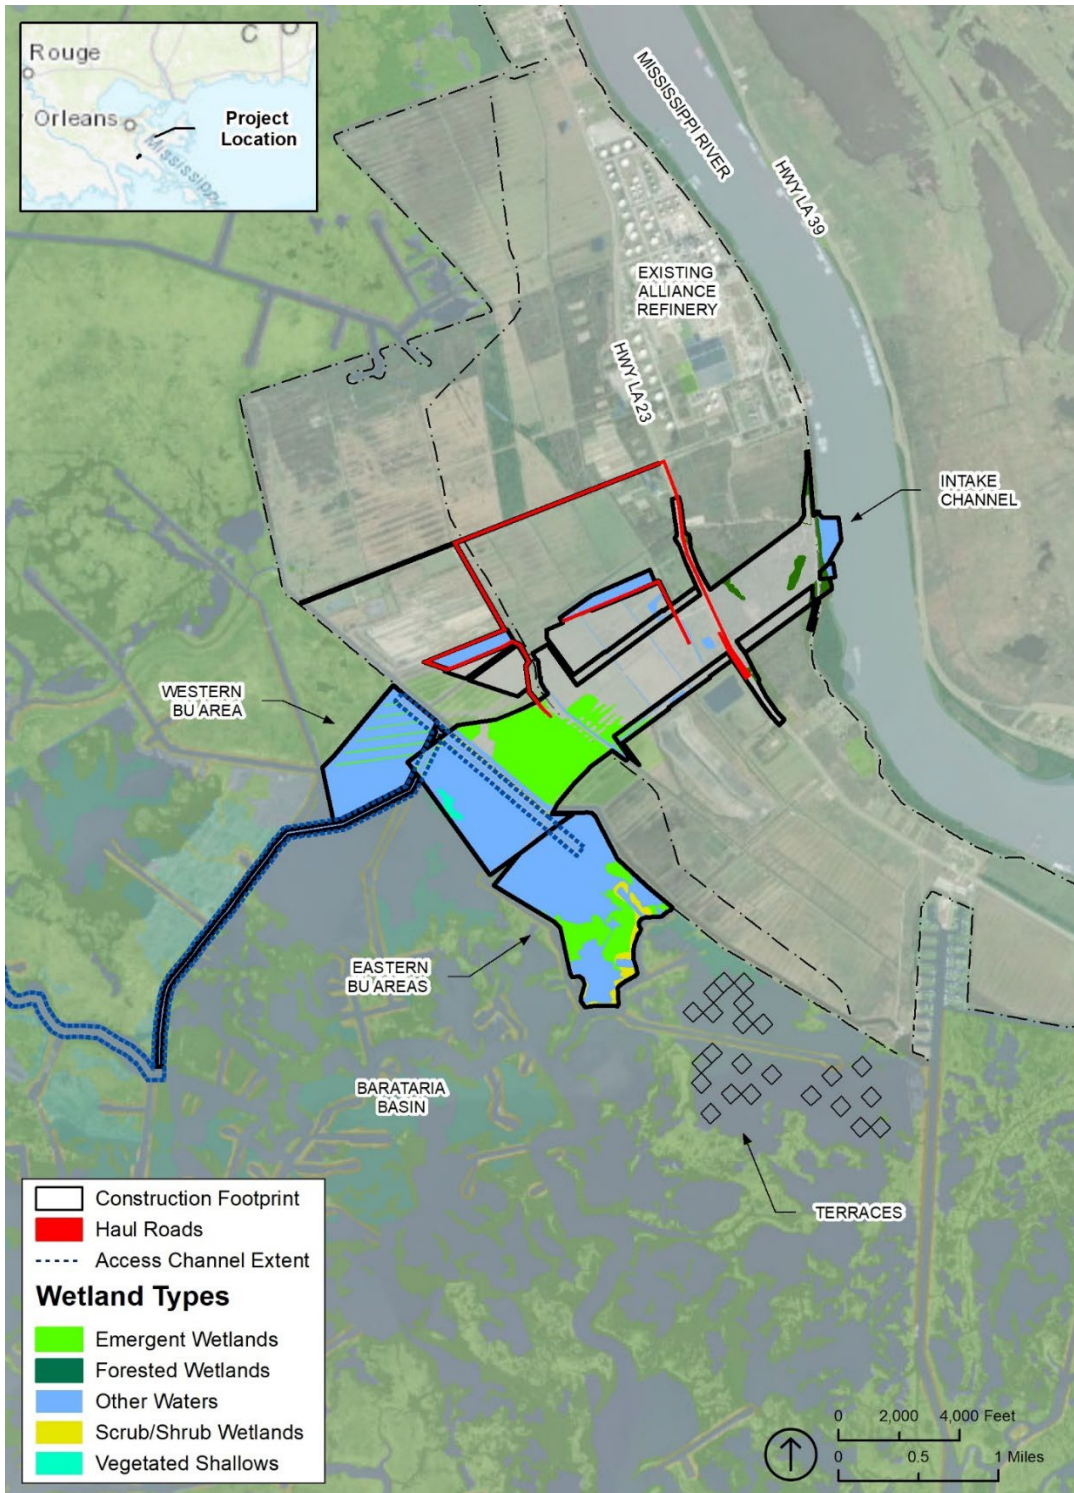 C
Rouge
Orleans
Mississippi
Project
Location
MISSISSIPPI RIVER
HWY LA 39
EXISTING
ALLIANCE
REFINERY
HWY LA 23
INTAKE
CHANNEL
WESTERN
BU AREA
EASTERN
BU AREAS
BARATARIA
BASIN
TERRACES
Construction Footprint
Haul Roads
Access Channel Extent
Wetland Types
Emergent Wetlands
Forested Wetlands
Other Waters
Scrub/Shrub Wetlands
Vegetated Shallows
0 2,000 4,000 Feet
0 0.5 1 Miles